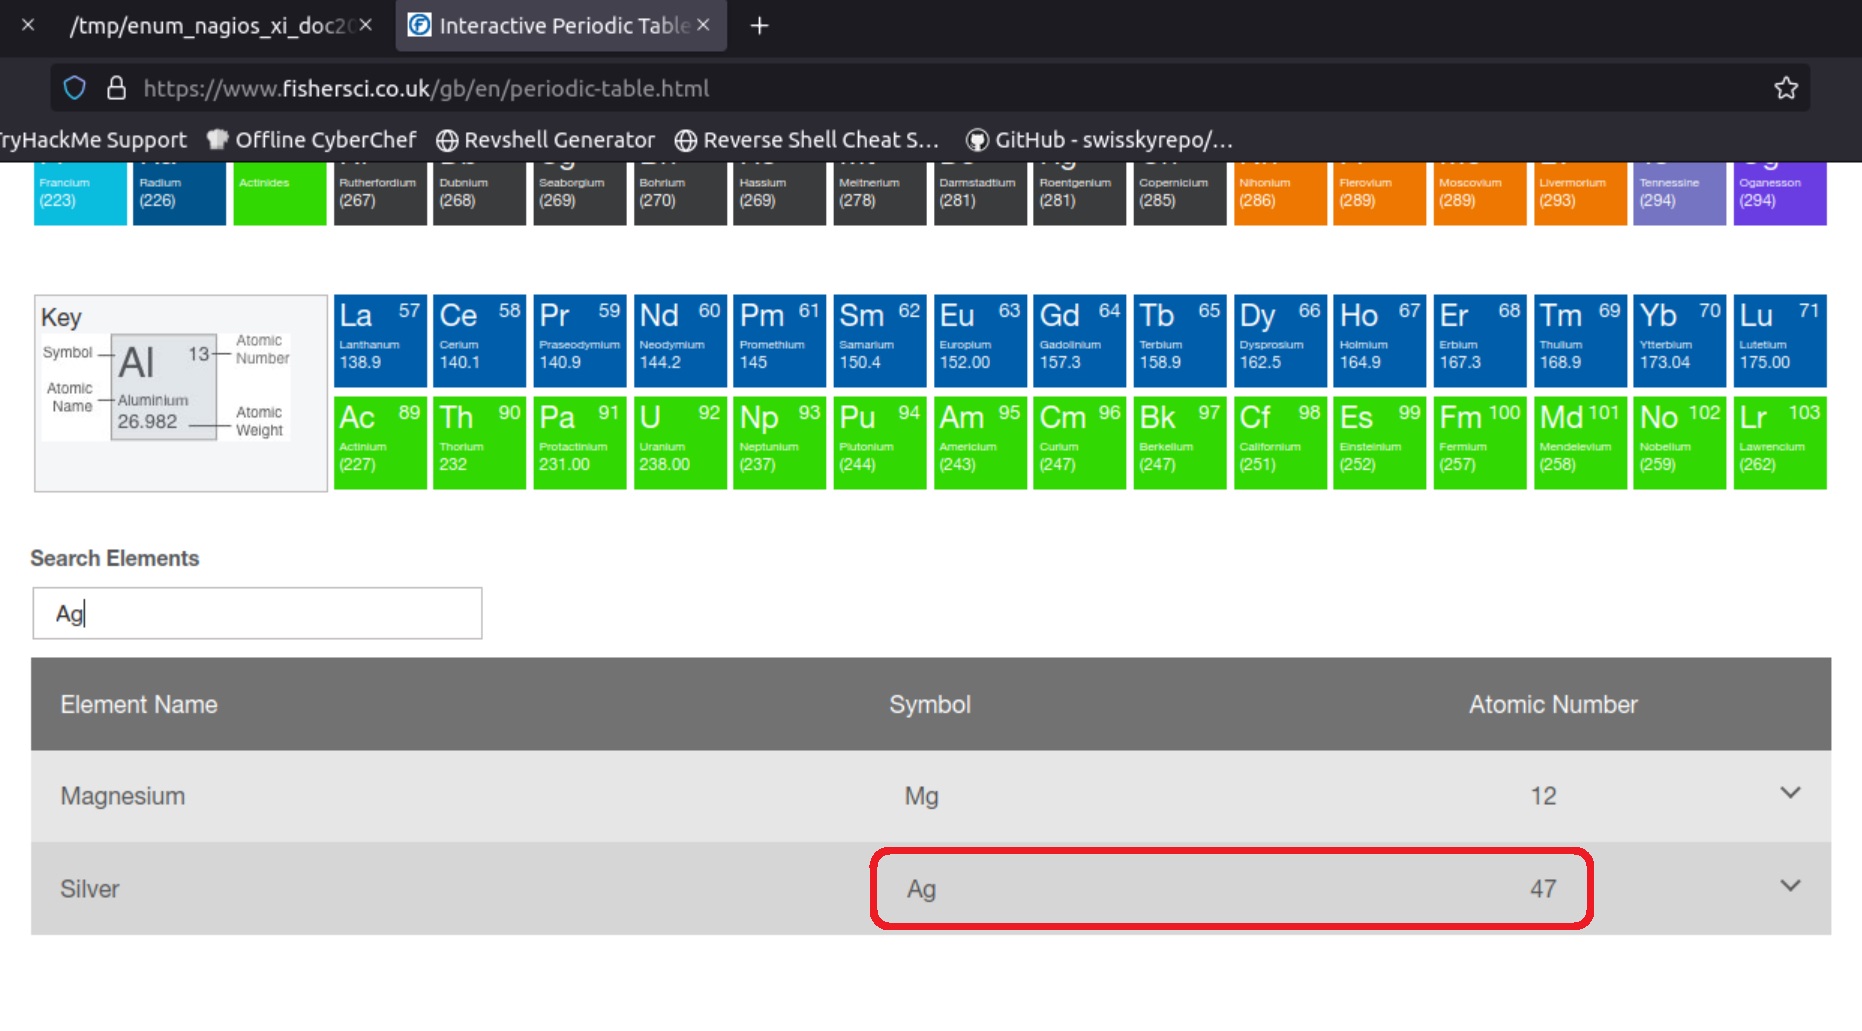 /tmp/enum_nagios_xi_doc20
Interactive Periodic Table
https://www.fishersci.co.uk/gb/en/periodic-table.html
ryHackMe Support Offline CyberChef Revshell Generator Reverse Shell Cheat S... GitHub - swisskyrepo/...
Francium Radium Actinides Rutherfordium Dubnium Seaborgium Bohrium Hassium Meitnerium Darmstadtium Roentgenium Copernicium Nihonium Flerovium Moscovium Livermorium Tennessine Oganesson
(223) (226) (267) (268) (269) (270) (269) (278) (281) (281) (285) (286) (289) (289) (293) (294) (294)
Key
Symbol
Al 13
Atomic Number
Atomic Name
Aluminium
26.982
Atomic Weight
La 57 Ce 58 Pr 59 Nd 60 Pm 61 Sm 62 Eu 63 Gd 64 Tb 65 Dy 66 Ho 67 Er 68 Tm 69 Yb 70 Lu 71
Lanthanum Cerium Praseodymium Neodymium Promethium Samarium Europium Gadolinium Terbium Dysprosium Holmium Erbium Thulium Ytterbium Lutetium
138.9 140.1 140.9 144.2 145 150.4 152.00 157.3 158.9 162.5 164.9 167.3 168.9 173.04 175.00
Ac 89 Th 90 Pa 91 U 92 Np 93 Pu 94 Am 95 Cm 96 Bk 97 Cf 98 Es 99 Fm 100 Md 101 No 102 Lr 103
Actinium Thorium Protactinium Uranium Neptunium Plutonium Americium Curium Berkelium Californium Einsteinium Fermium Mendelevium Nobelium Lawrencium
(227) 232 231.00 238.00 (237) (244) (243) (247) (247) (251) (252) (257) (258) (259) (262)
Search Elements
Ag
Element Name Symbol Atomic Number
Magnesium Mg 12
Silver Ag 47